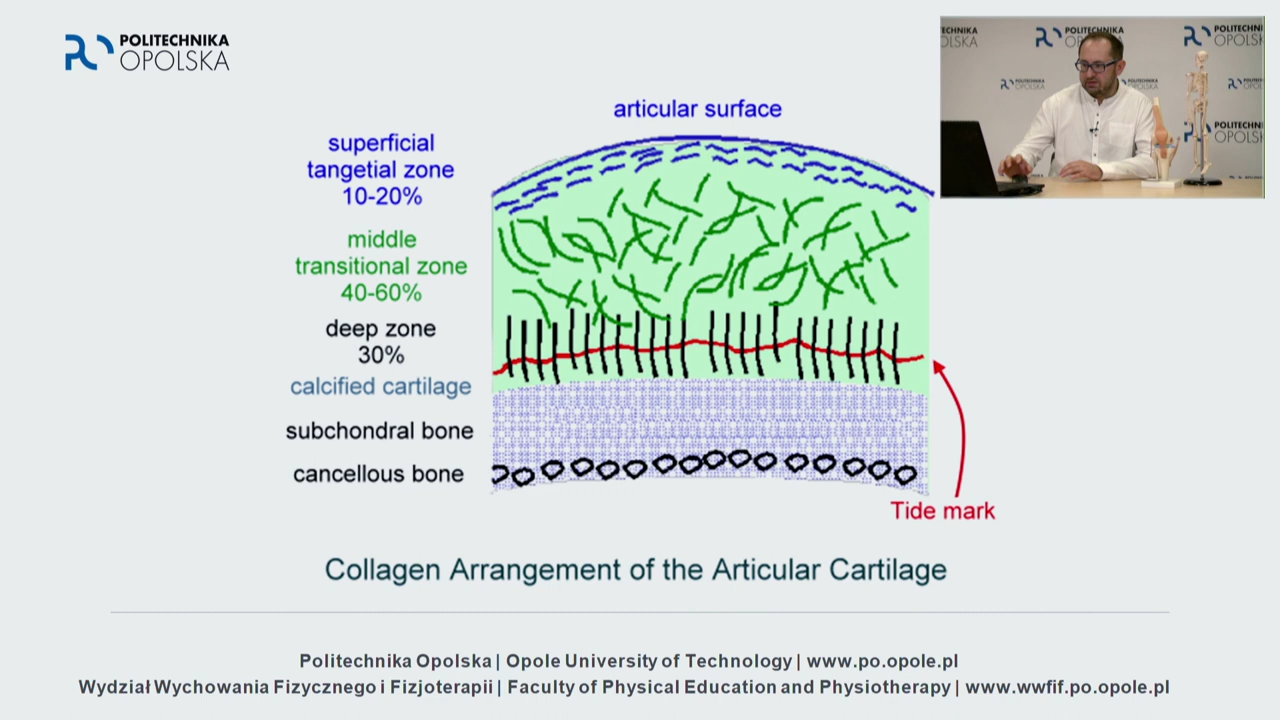 POLITECHNIKA
OPOLSKA
articular surface
superficial
tangetial zone
10-20%
middle
transitional zone
40-60%
deep zone
30%
calcified cartilage
subchondral bone
cancellous bone
Tide mark
Collagen Arrangement of the Articular Cartilage
Politechnika Opolska | Opole University of Technology | www.po.opole.pl
Wydział Wychowania Fizycznego i Fizjoterapii | Faculty of Physical Education and Physiotherapy | www.wwfif.po.opole.pl